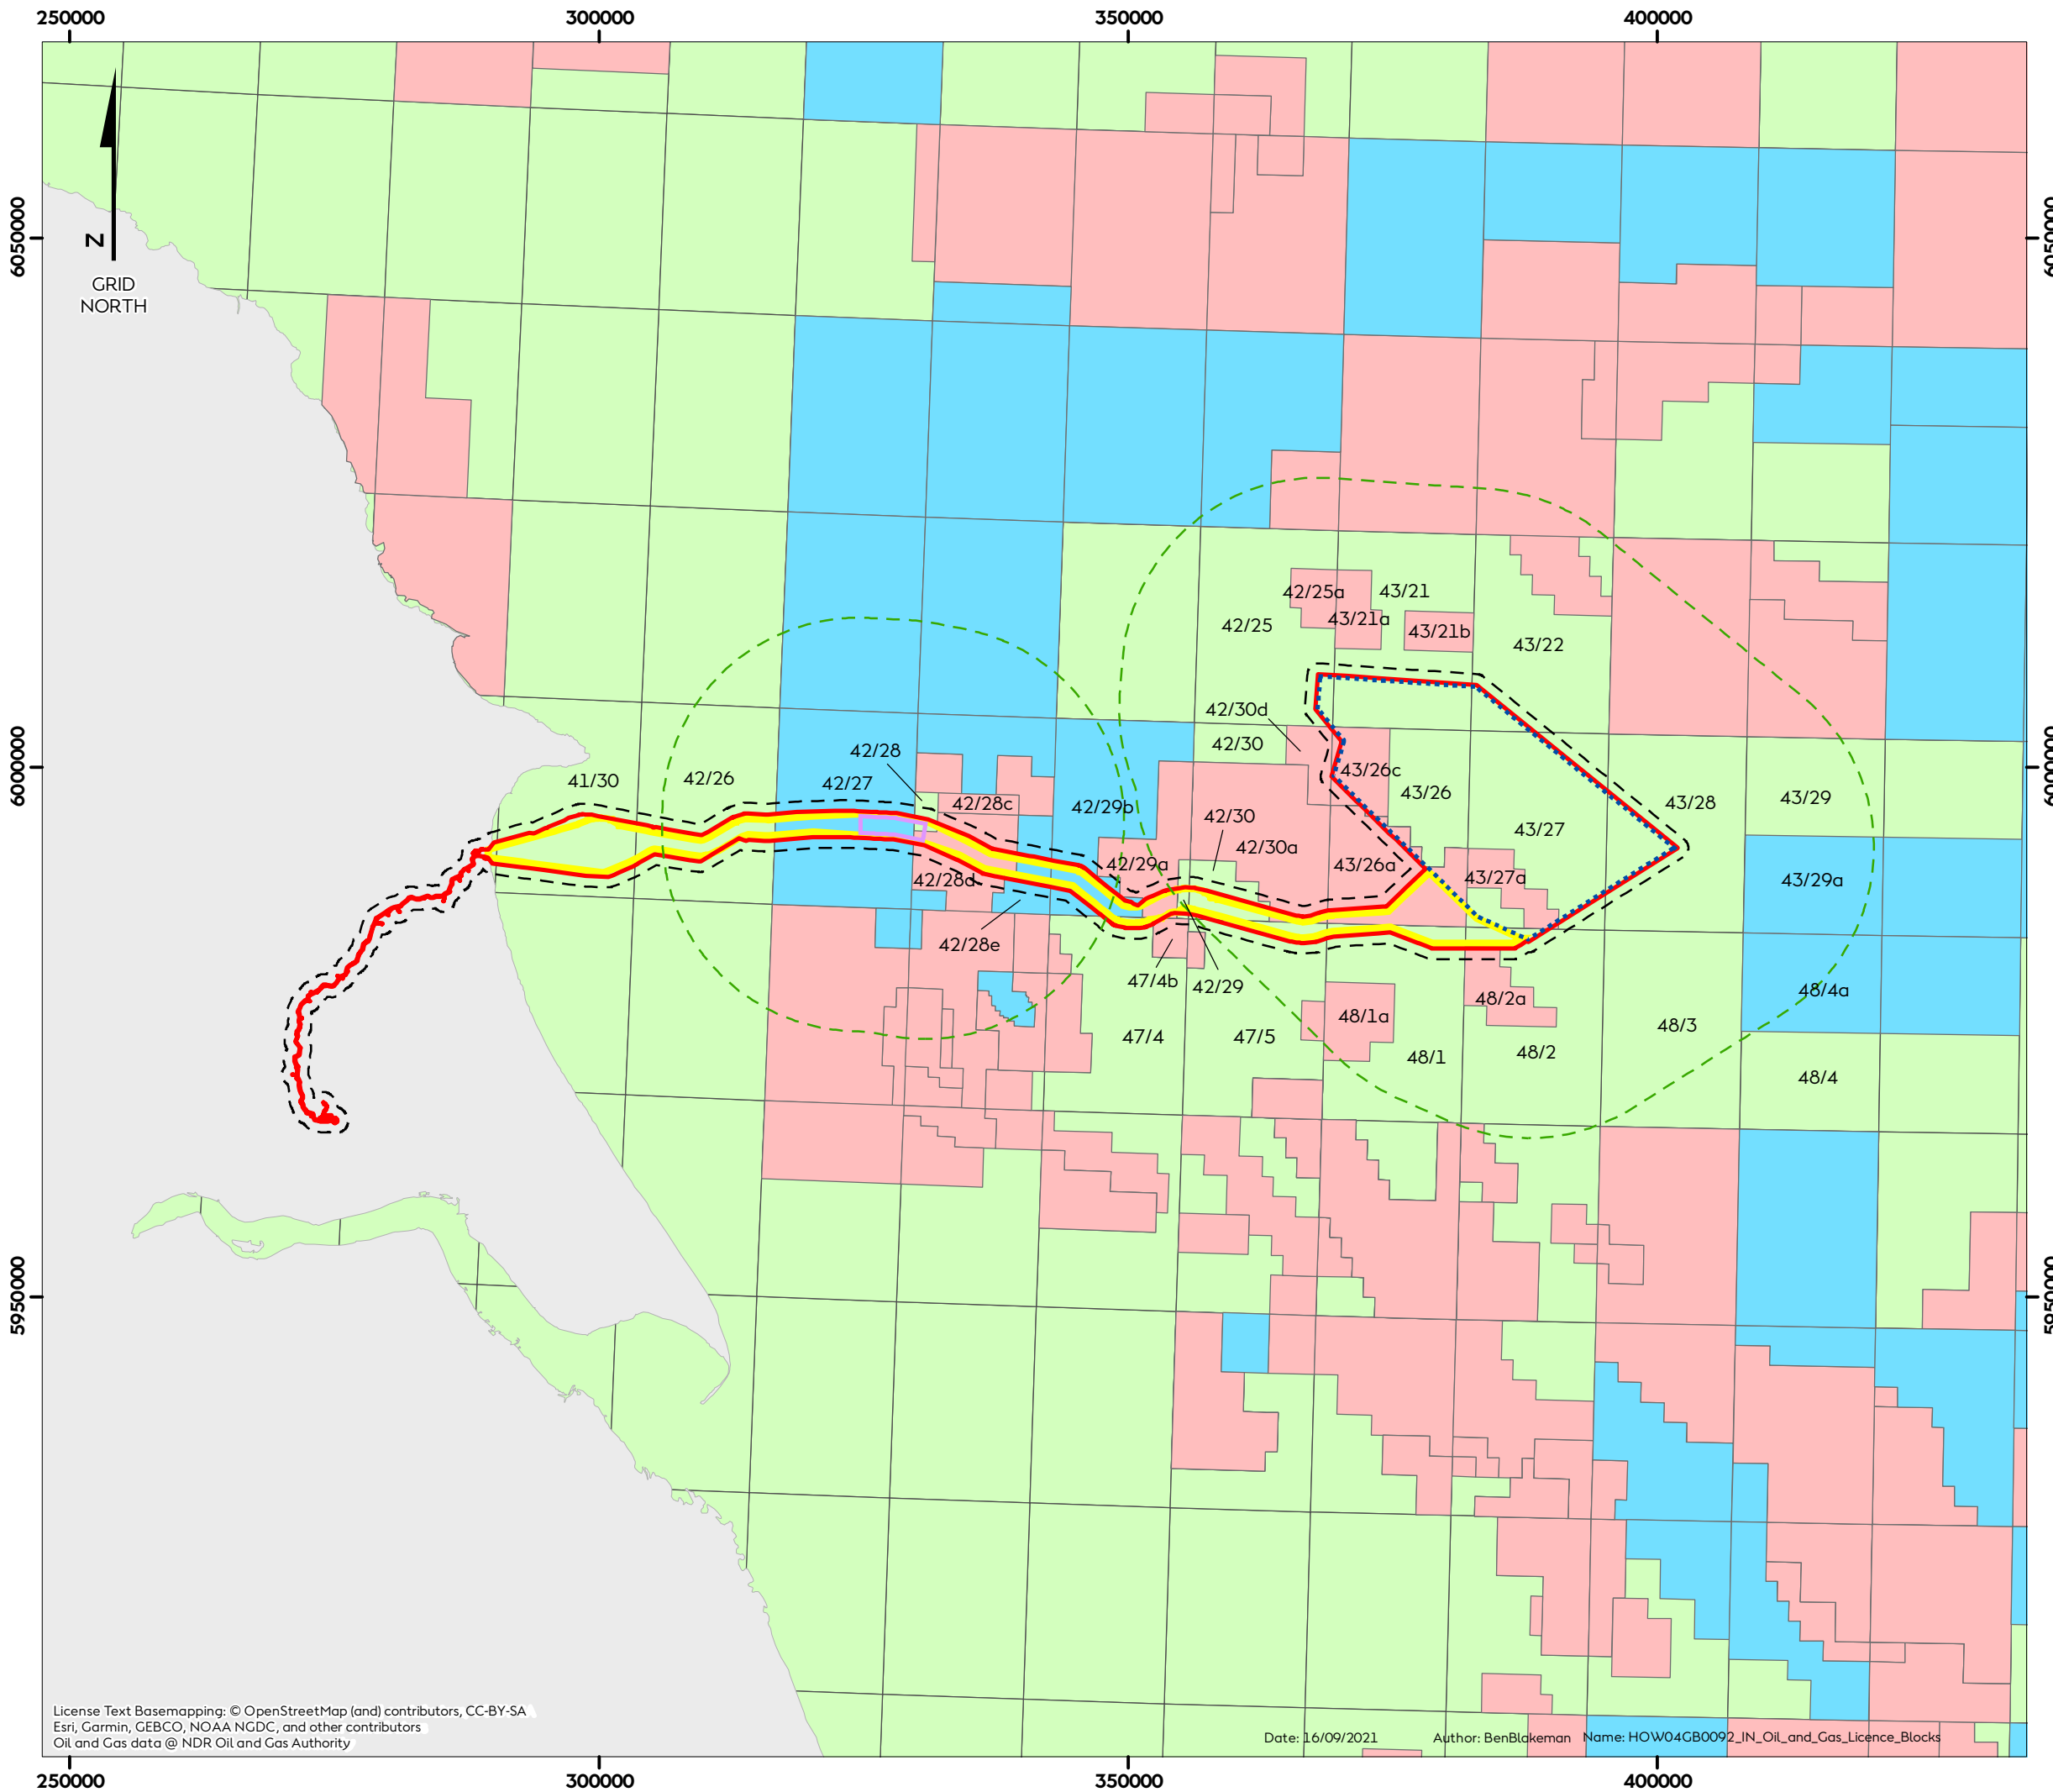 250000
300000
350000
400000
6050000
6050000
Z
GRID
NORTH
42/25a
43/21
43/21a
42/25
43/21b
43/22
42/30d
42/30
42/28
43/26c
41/30
42/26
42/27
43/26
43/28
43/29
6000000
6000000
42/28c
42/29b
42/30
43/27
42/30a
42/29a
43/26a
43/27a
42/28d
43/29a
42/28e
47/4b
42/29
48/4a
48/2a
48/1a
48/3
47/4
47/5
48/1
48/2
48/4
5950000
5950000
License Text Basemapping: © OpenStreetMap (and) contributors, CC-BY-SA
Esri, Garmin, GEBCO, NOAA NGDC, and other contributors
Oil and Gas data @ NDR Oil and Gas Authority
Date: 16/09/2021
Author: BenBlakeman
Name: HOW04GB0092_IN_Oil_and_Gas_Licence_Blocks
250000
300000
350000
400000